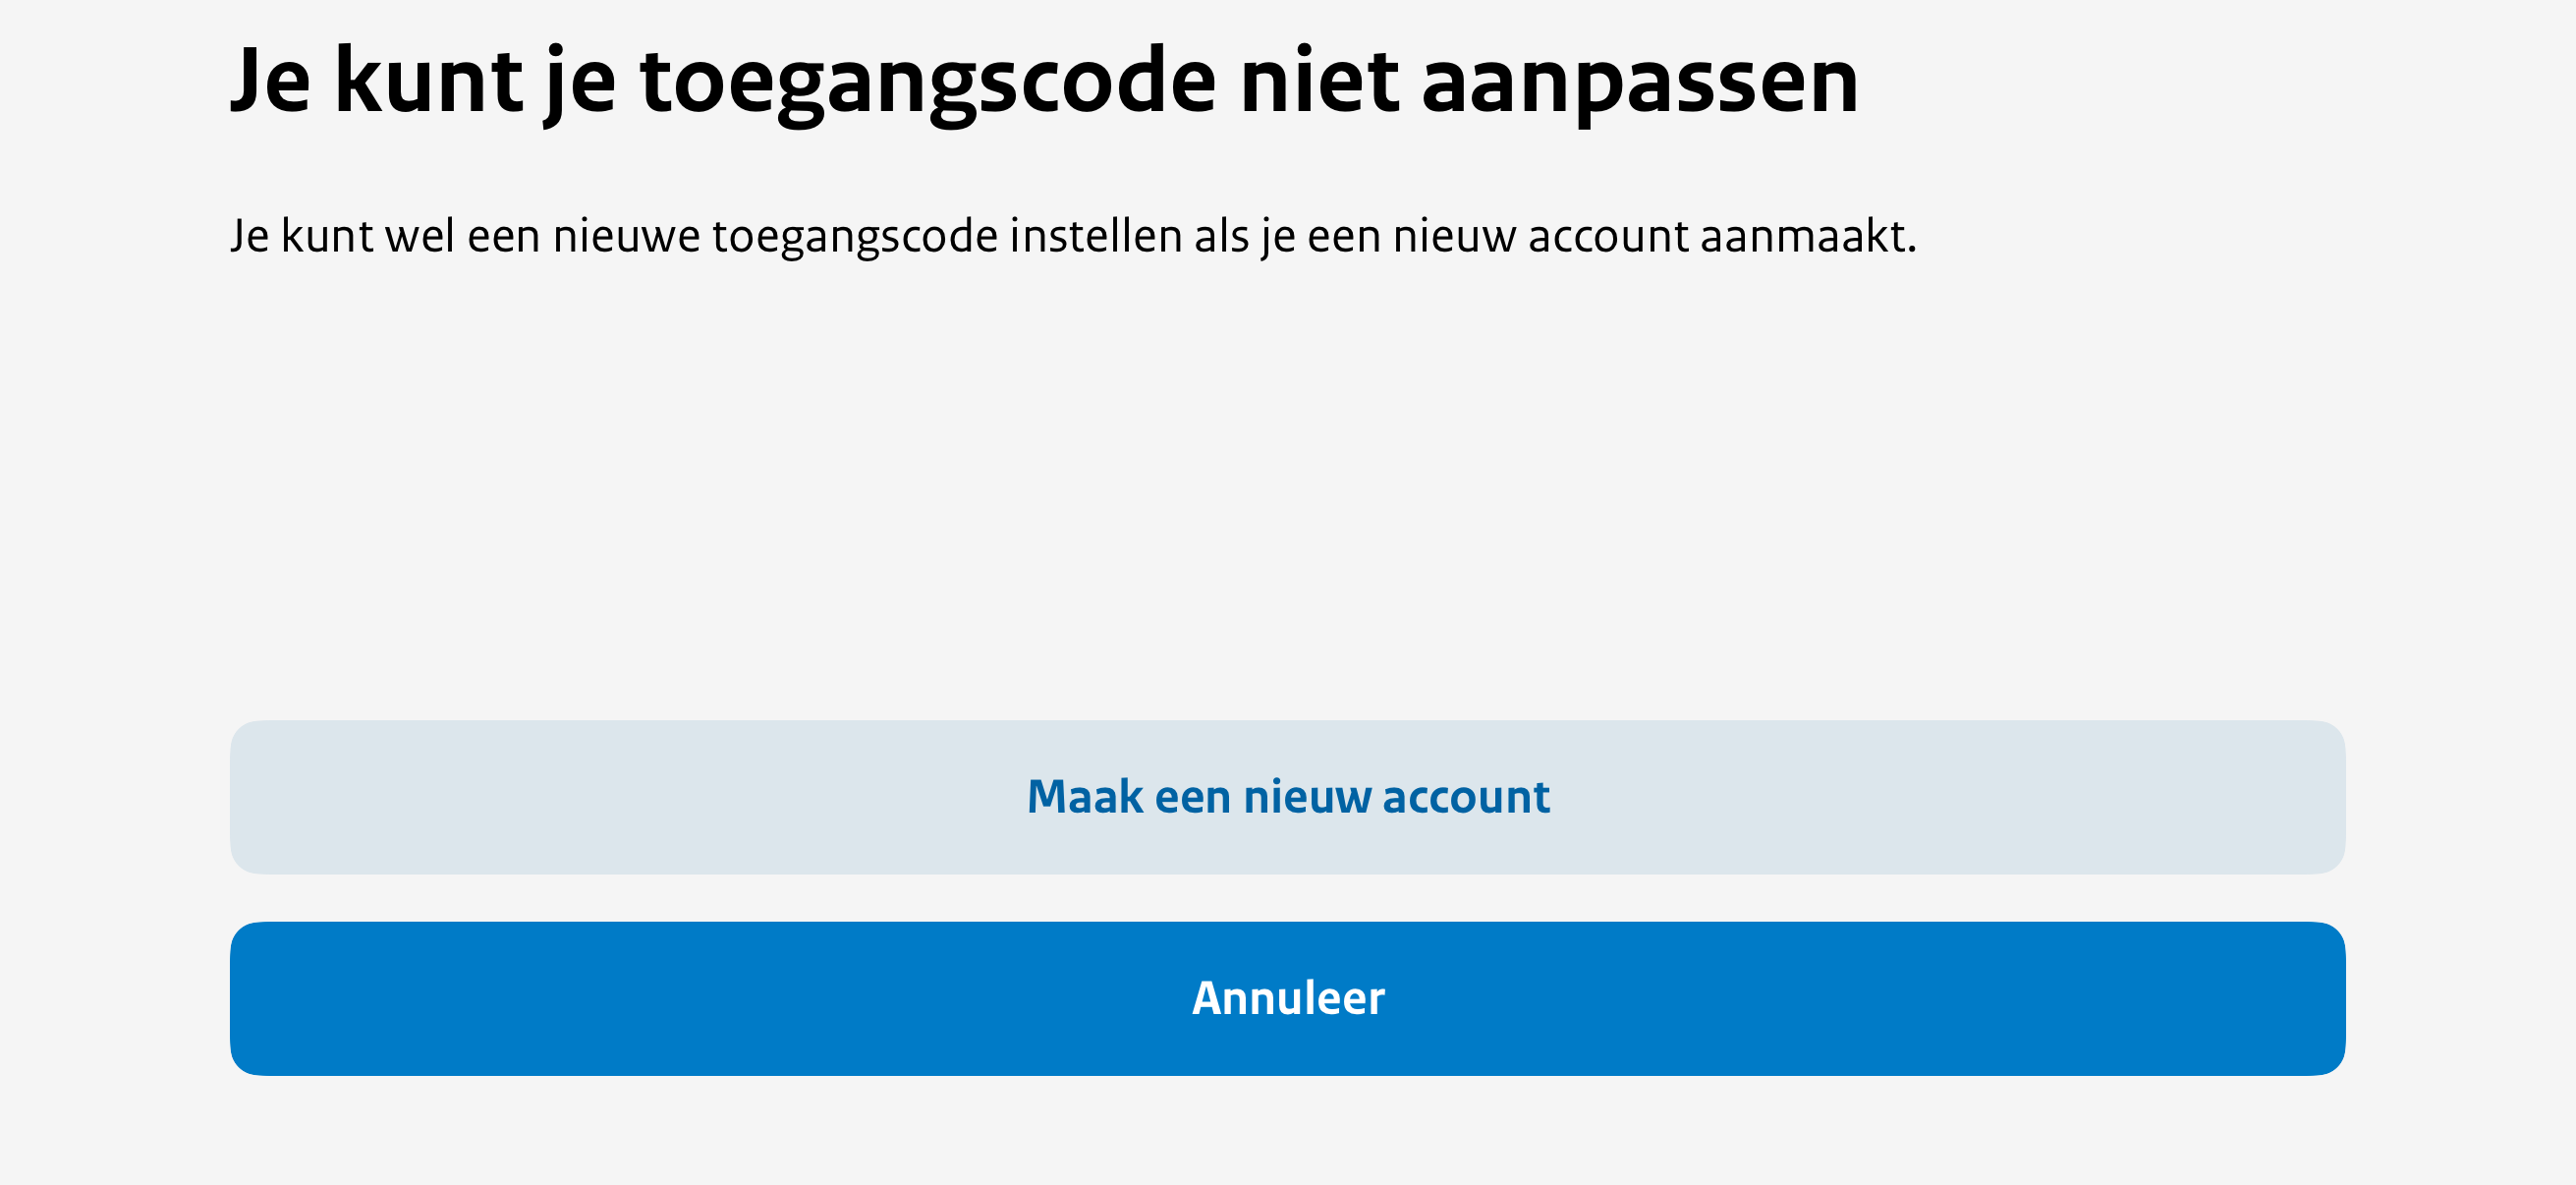 Je kunt je toegangscode niet aanpassen
Je kunt wel een nieuwe toegangscode instellen als je een nieuw account aanmaakt.
Maak een nieuw account
Annuleer